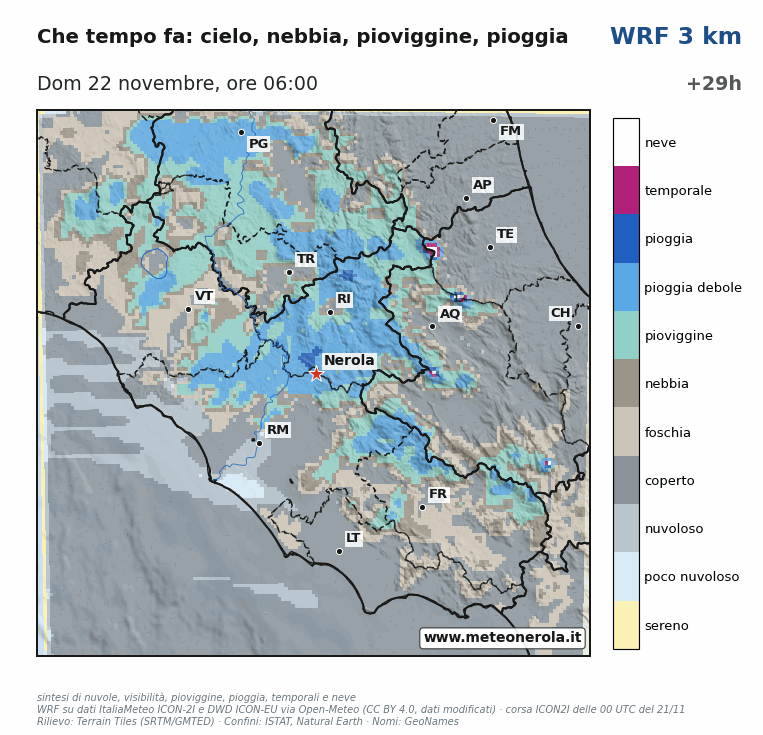 Che tempo fa: cielo, nebbia, pioviggine, pioggia
WRF 3 km
Dom 22 novembre, ore 06:00
+29h
FM
PG
AP
TE
TR
VT
RI
AQ
CH
Nerola
RM
FR
LT
www.meteonerola.it
neve
temporale
pioggia
pioggia debole
pioviggine
nebbia
foschia
coperto
nuvoloso
poco nuvoloso
sereno
sintesi di nuvole, visibilità, pioviggine, pioggia, temporali e neve
WRF su dati ItaliaMeteo ICON-2I e DWD ICON-EU via Open-Meteo (CC BY 4.0, dati modificati) · corsa ICON2I delle 00 UTC del 21/11
Rilievo: Terrain Tiles (SRTM/GMTED) · Confini: ISTAT, Natural Earth · Nomi: GeoNames